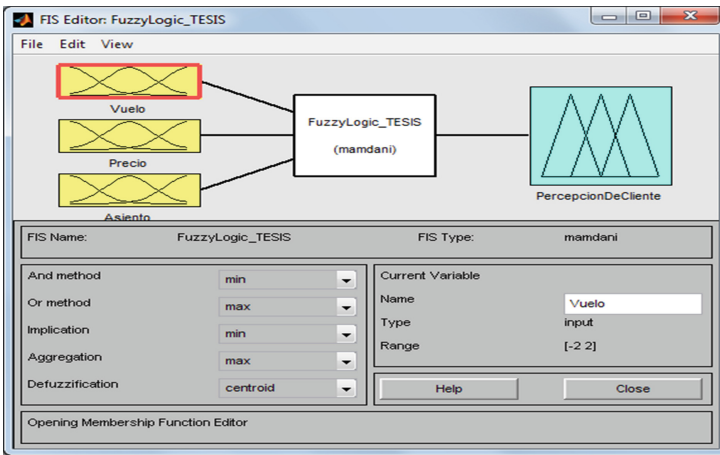 FIS Editor: FuzzyLogic_TESIS
File Edit View
Vuelo
Precio
Asiento
FuzzyLogic_TESIS
(mamdani)
PercepcionDeCliente
FIS Name: FuzzyLogic_TESIS FIS Type: mamdani
And method min
Or method max
Implication min
Aggregation max
Defuzzification centroid
Current Variable
Name Vuelo
Type input
Range [-2 2]
Help Close
Opening Membership Function Editor